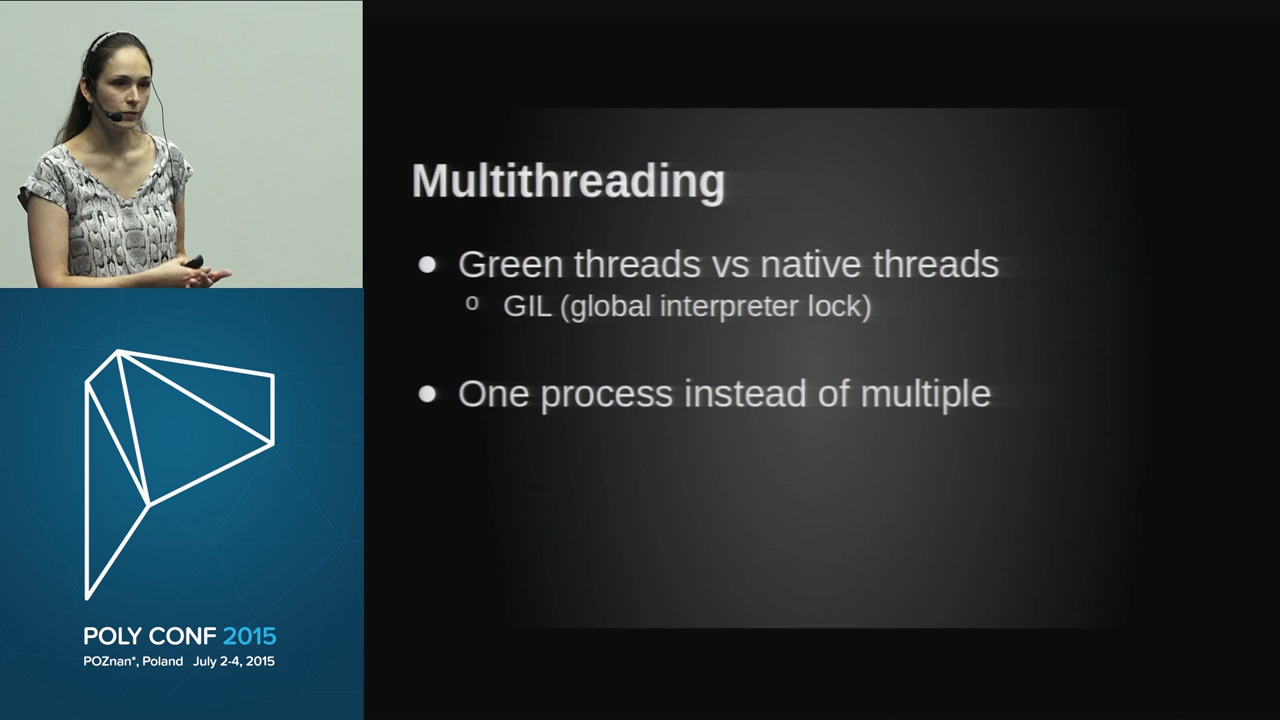 Multithreading
● Green threads vs native threads
o GIL (global interpreter lock)
● One process instead of multiple
POLY CONF 2015
POZnan*, Poland July 2-4, 2015